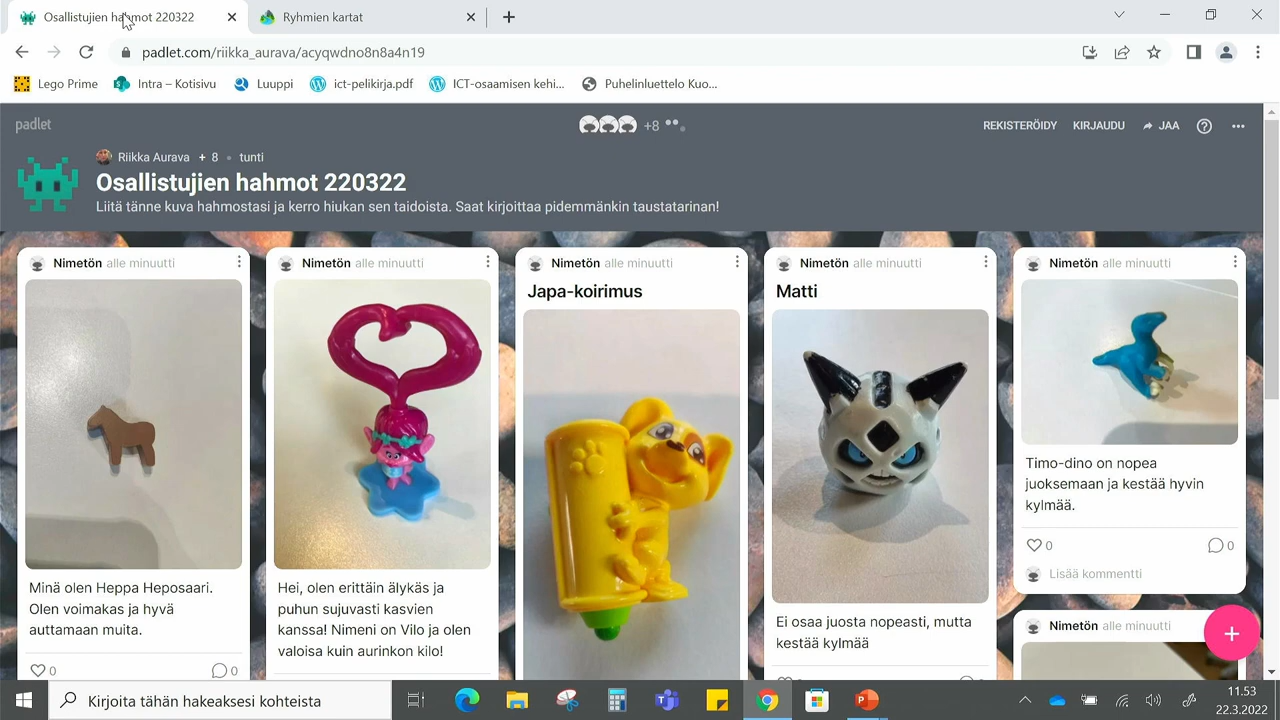 Osallistujien hahmot 220322
Ryhmien kartat
padlet.com/riikka_aurava/acyqwdno8n8a4n19
Lego Prime
Intra – Kotisivu
Luuppi
ict-pelikirja.pdf
ICT-osaamisen kehi...
Puhelinluettelo Kuo...
padlet
+8
REKISTERÖIDY
KIRJAUDU
JAA
Riikka Aurava + 8 • tunti
Osallistujien hahmot 220322
Liitä tänne kuva hahmostasi ja kerro hiukan sen taidoista. Saat kirjoittaa pidemmänkin taustatarinan!
Nimetön alle minuutti
Minä olen Heppa Heposaari.
Olen voimakas ja hyvä
auttamaan muita.
0
0
Nimetön alle minuutti
Hei, olen erittäin älykäs ja
puhun sujuvasti kasvien
kanssa! Nimeni on Vilo ja olen
valoisa kuin aurinkon kilo!
Nimetön alle minuutti
Japa-koirimus
Nimetön alle minuutti
Matti
Ei osaa juosta nopeasti, mutta
kestää kylmää
Nimetön alle minuutti
Timo-dino on nopea
juoksemaan ja kestää hyvin
kylmää.
0
0
Lisää kommentti
Nimetön alle minuutti
Kirjoita tähän hakeaksesi kohteista
11.53
22.3.2022